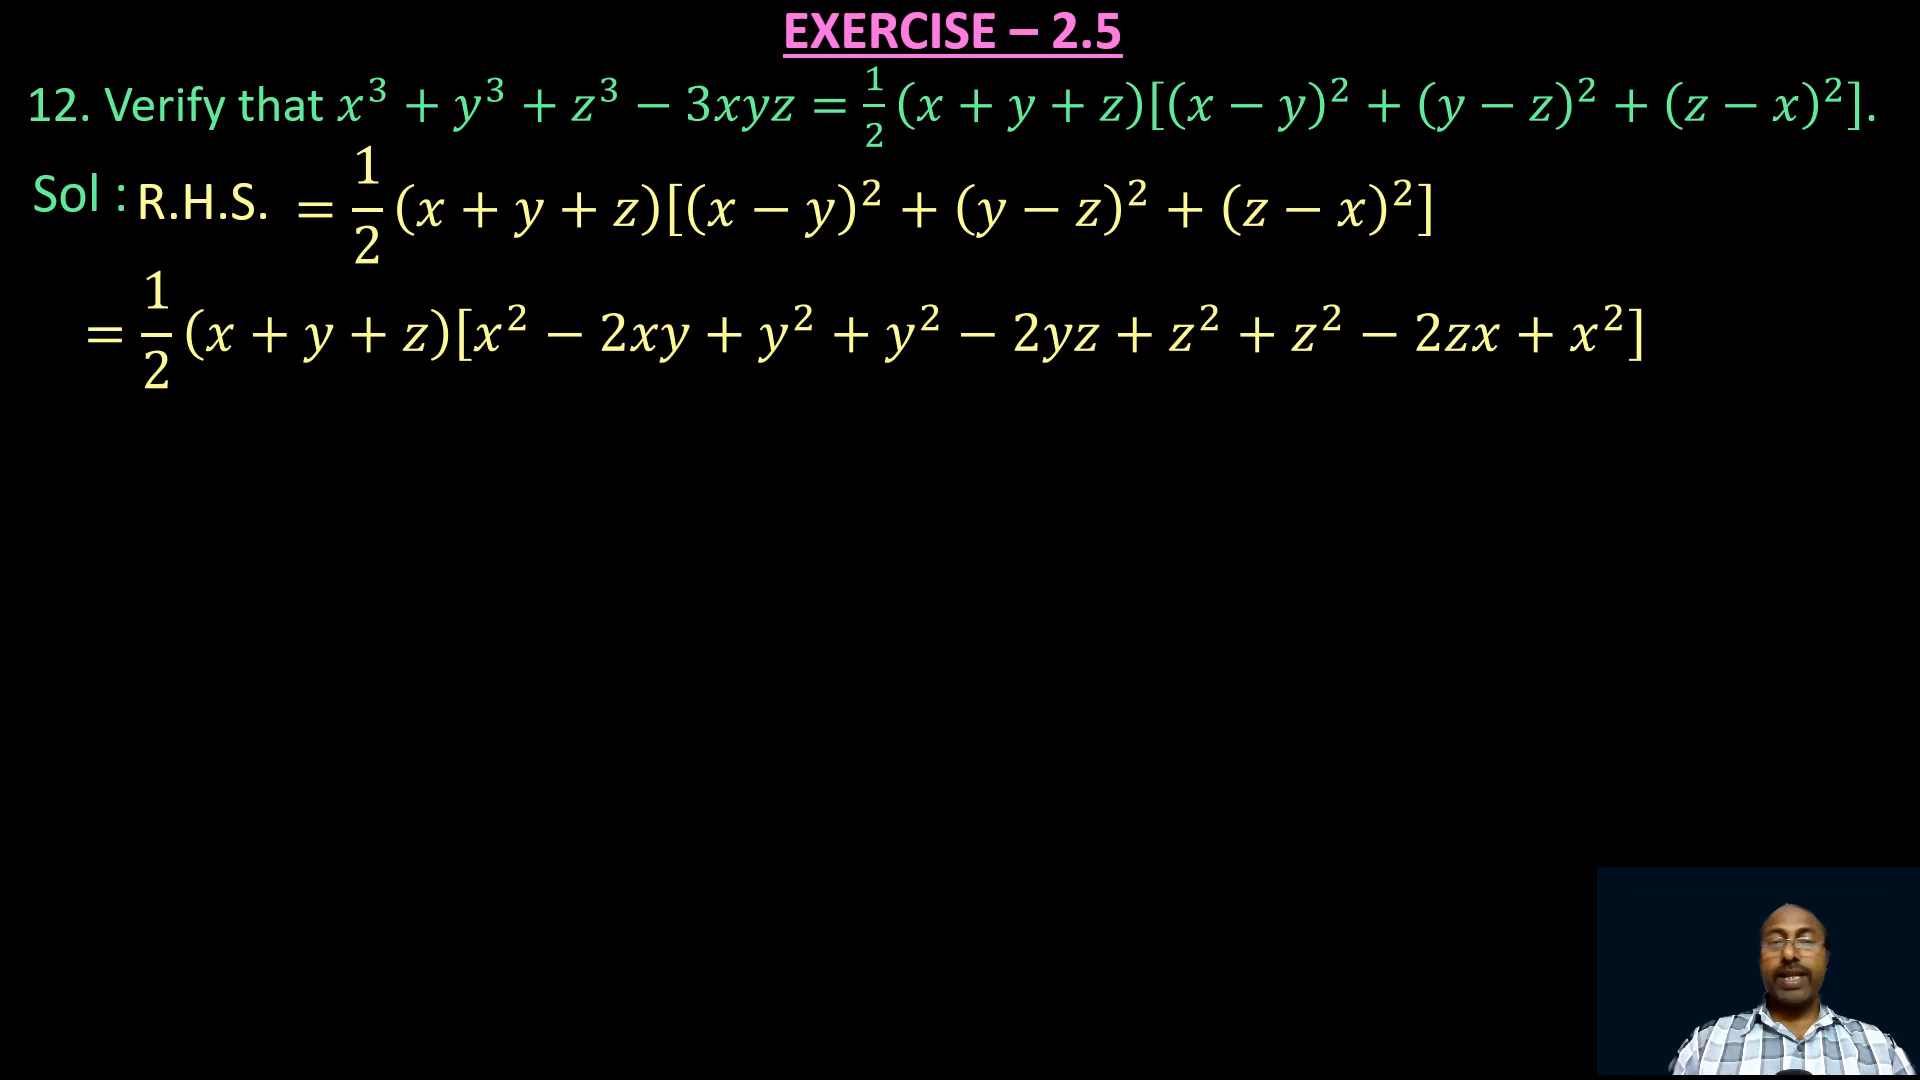 EXERCISE – 2.5
12. Verify that x³ + y³ + z³ − 3xyz = 1/2 (x + y + z)[(x − y)² + (y − z)² + (z − x)²].
Sol : R.H.S. = 1/2 (x + y + z)[(x − y)² + (y − z)² + (z − x)²]
= 1/2 (x + y + z)[x² − 2xy + y² + y² − 2yz + z² + z² − 2zx + x²]